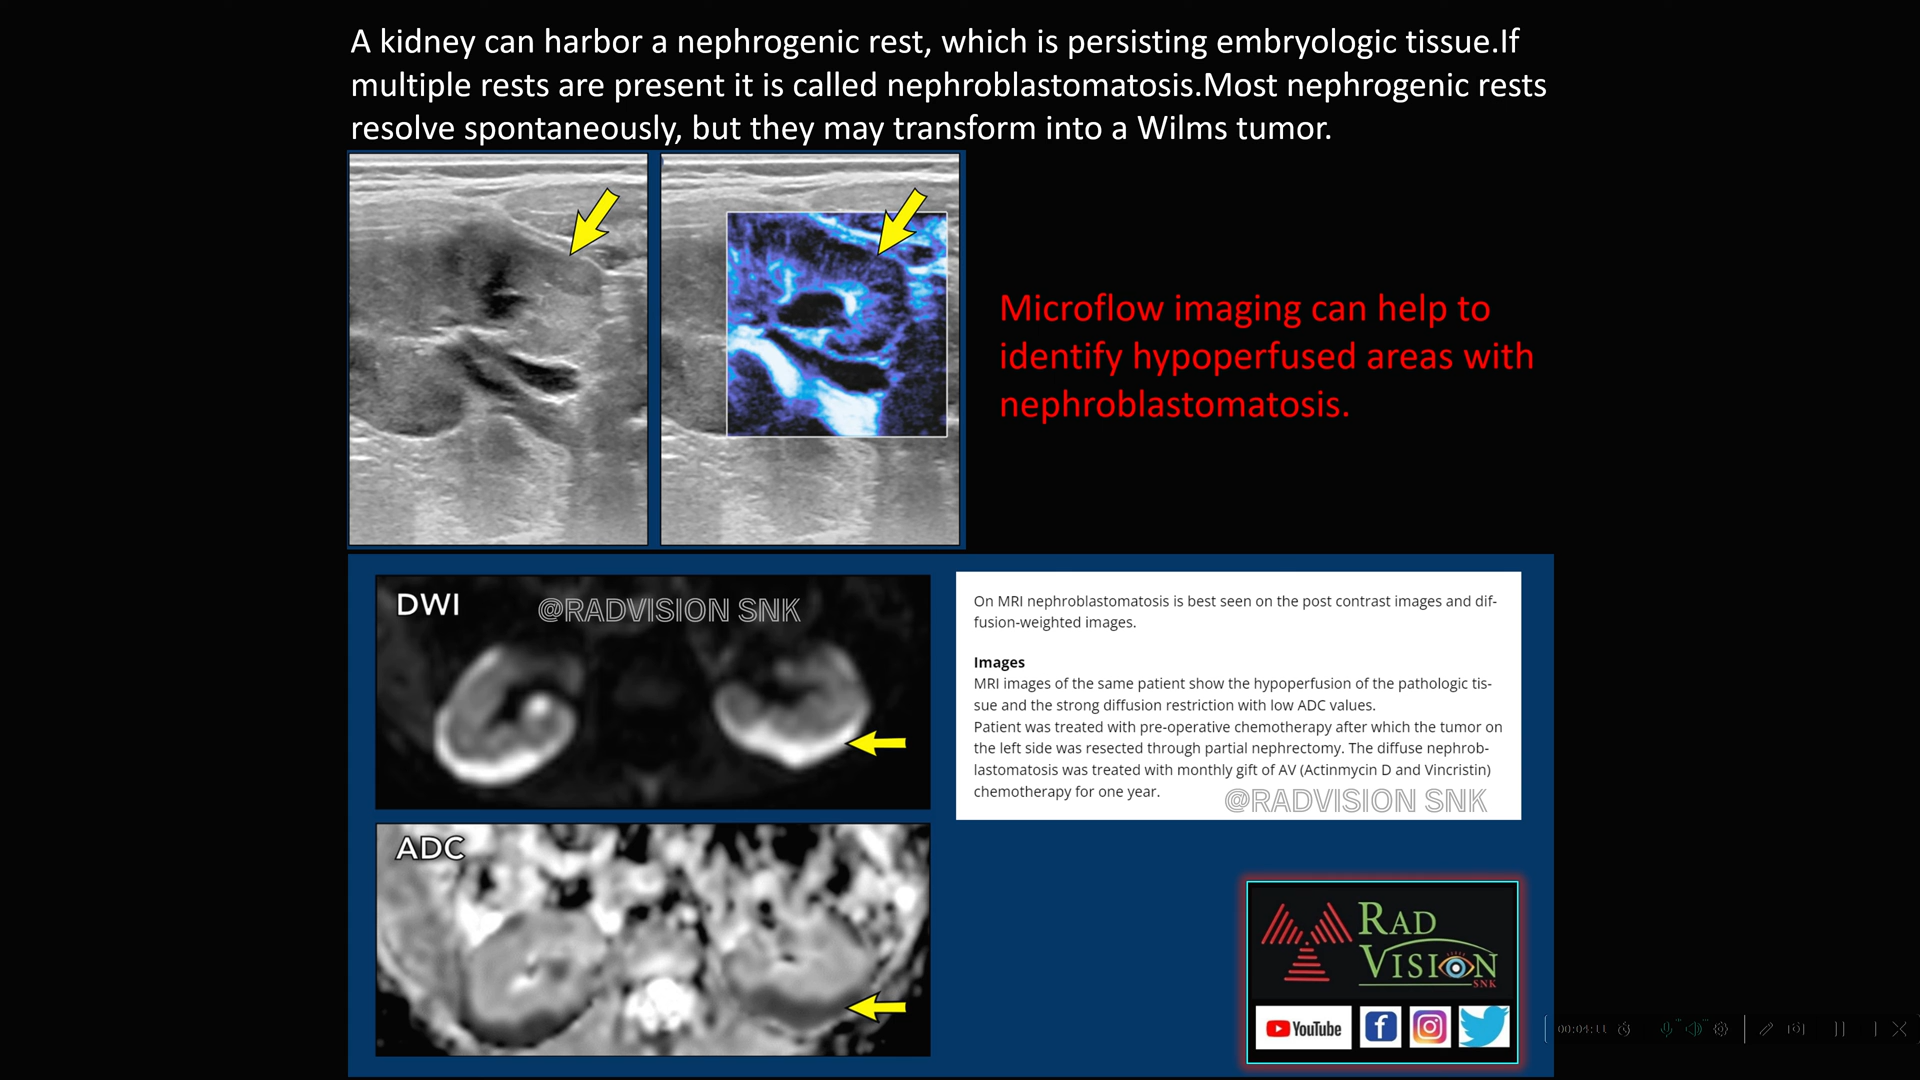 A kidney can harbor a nephrogenic rest, which is persisting embryologic tissue.If
multiple rests are present it is called nephroblastomatosis.Most nephrogenic rests
resolve spontaneously, but they may transform into a Wilms tumor.
Microflow imaging can help to
identify hypoperfused areas with
nephroblastomatosis.
DWI
@RADVISION SNK
On MRI nephroblastomatosis is best seen on the post contrast images and dif-
fusion-weighted images.
Images
MRI images of the same patient show the hypoperfusion of the pathologic tis-
sue and the strong diffusion restriction with low ADC values.
Patient was treated with pre-operative chemotherapy after which the tumor on
the left side was resected through partial nephrectomy. The diffuse nephrob-
lastomatosis was treated with monthly gift of AV (Actinmycin D and Vincristin)
chemotherapy for one year.
@RADVISION SNK
ADC
RAD
VISION
SNK
YouTube
00:04:11